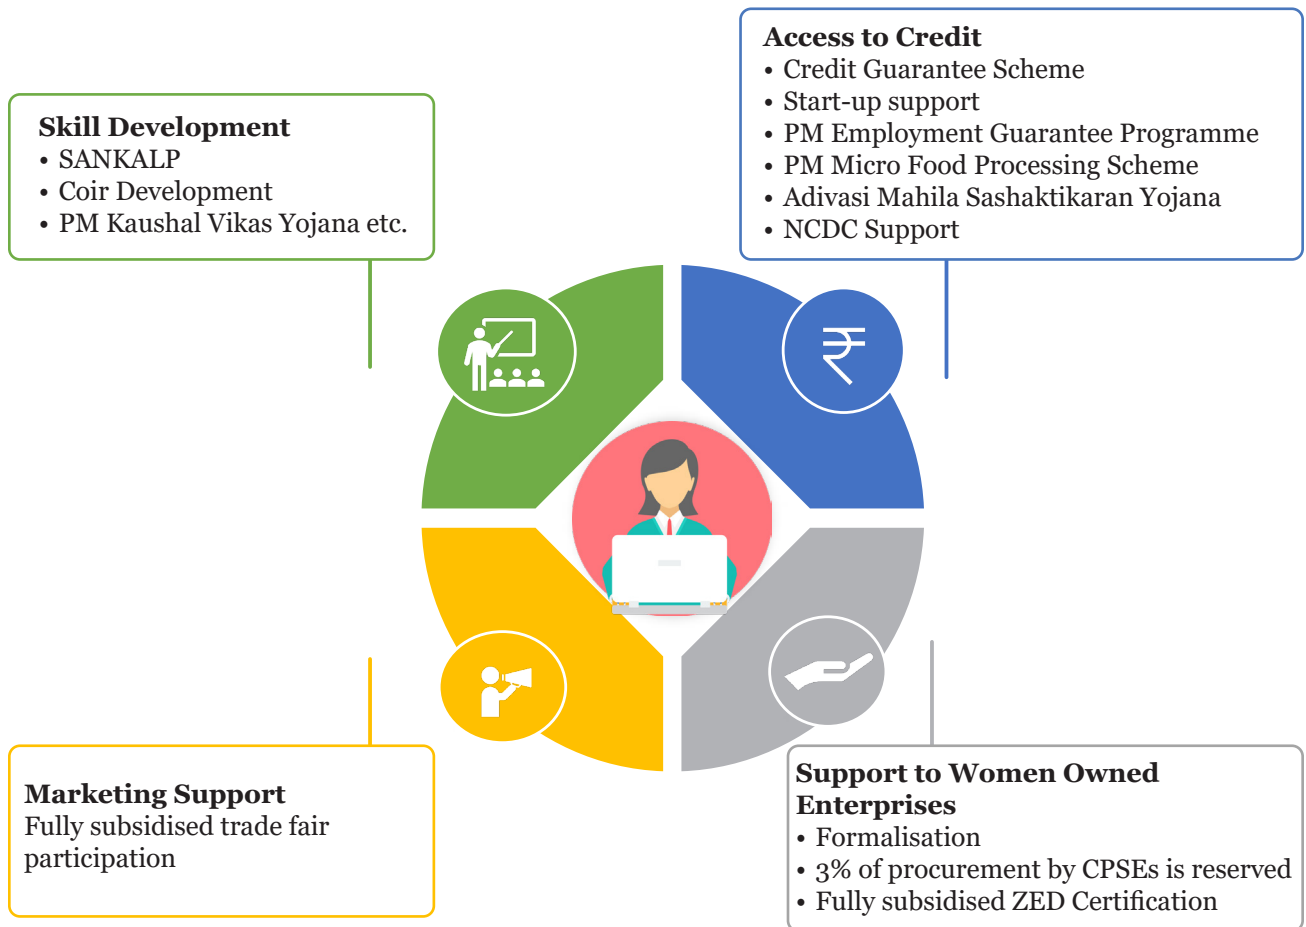 Skill Development
• SANKALP
• Coir Development
• PM Kaushal Vikas Yojana etc.
Access to Credit
• Credit Guarantee Scheme
• Start-up support
• PM Employment Guarantee Programme
• PM Micro Food Processing Scheme
• Adivasi Mahila Sashaktikaran Yojana
• NCDC Support
₹
Marketing Support
Fully subsidised trade fair
participation
Support to Women Owned
Enterprises
• Formalisation
• 3% of procurement by CPSEs is reserved
• Fully subsidised ZED Certification